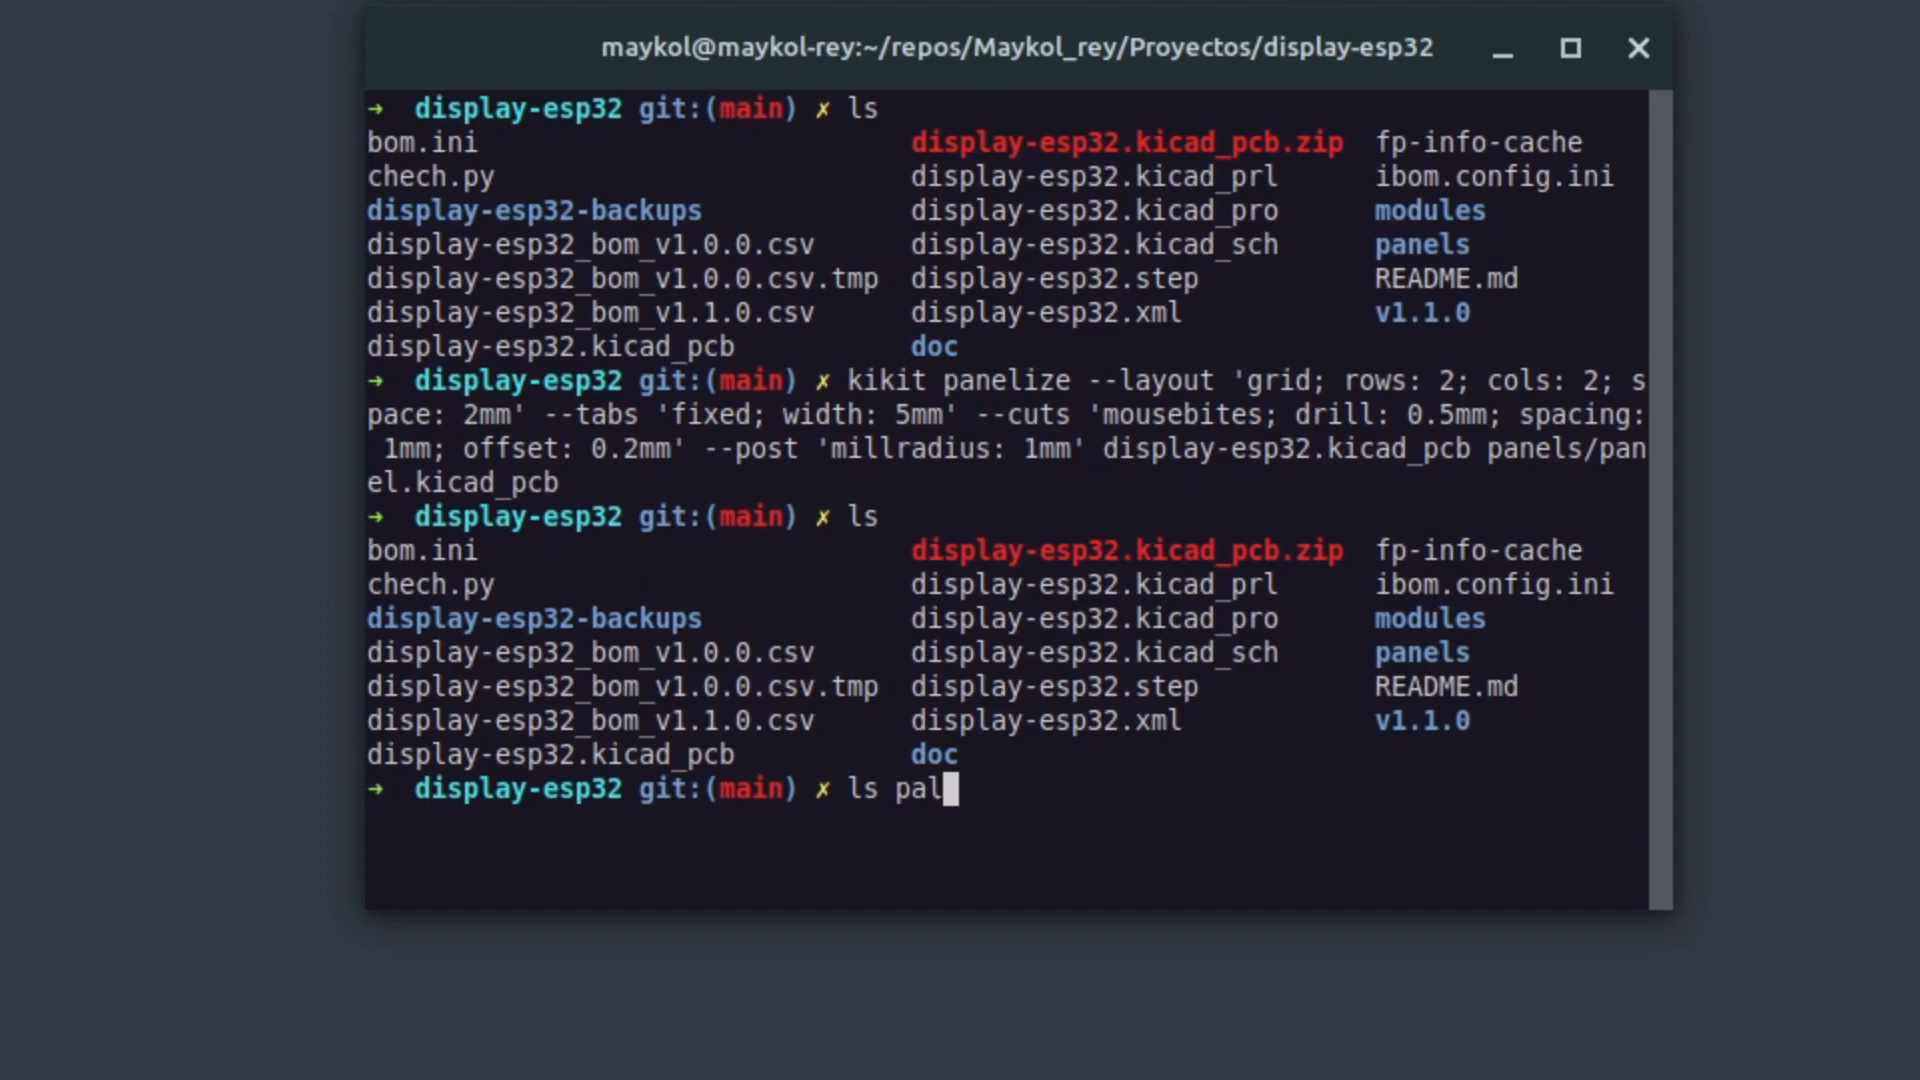 maykol@maykol-rey:~/repos/Maykol_rey/Proyectos/display-esp32
➜ display-esp32 git:(main) ✗ ls
bom.ini display-esp32.kicad_pcb.zip fp-info-cache
chech.py display-esp32.kicad_prl ibom.config.ini
display-esp32-backups display-esp32.kicad_pro modules
display-esp32_bom_v1.0.0.csv display-esp32.kicad_sch panels
display-esp32_bom_v1.0.0.csv.tmp display-esp32.step README.md
display-esp32_bom_v1.1.0.csv display-esp32.xml v1.1.0
display-esp32.kicad_pcb doc
➜ display-esp32 git:(main) ✗ kikit panelize --layout 'grid; rows: 2; cols: 2; s
pace: 2mm' --tabs 'fixed; width: 5mm' --cuts 'mousebites; drill: 0.5mm; spacing:
1mm; offset: 0.2mm' --post 'millradius: 1mm' display-esp32.kicad_pcb panels/pan
el.kicad_pcb
➜ display-esp32 git:(main) ✗ ls
bom.ini display-esp32.kicad_pcb.zip fp-info-cache
chech.py display-esp32.kicad_prl ibom.config.ini
display-esp32-backups display-esp32.kicad_pro modules
display-esp32_bom_v1.0.0.csv display-esp32.kicad_sch panels
display-esp32_bom_v1.0.0.csv.tmp display-esp32.step README.md
display-esp32_bom_v1.1.0.csv display-esp32.xml v1.1.0
display-esp32.kicad_pcb doc
➜ display-esp32 git:(main) ✗ ls pal